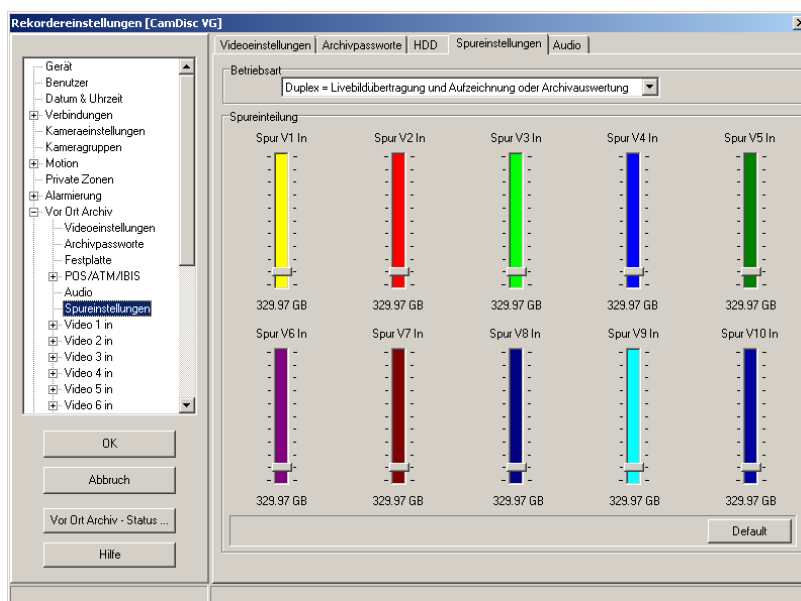 Rekordereinstellungen [CamDisc VG]
Gerät
Benutzer
Datum & Uhrzeit
Verbindungen
Kameraeinstellungen
Kameragruppen
Motion
Private Zonen
Alarmierung
Vor Ort Archiv
Videoeinstellungen
Archivpassworte
Festplatte
POS/ATM/IBIS
Audio
Spureinstellungen
Video 1 in
Video 2 in
Video 3 in
Video 4 in
Video 5 in
Video 6 in
OK
Abbruch
Vor Ort Archiv - Status ...
Hilfe
Videoeinstellungen Archivpassworte HDD Spureinstellungen Audio
Betriebsart
Duplex = Livebildübertragung und Aufzeichnung oder Archivauswertung
Spureinteilung
Spur V1 In Spur V2 In Spur V3 In Spur V4 In Spur V5 In
329.97 GB 329.97 GB 329.97 GB 329.97 GB 329.97 GB
Spur V6 In Spur V7 In Spur V8 In Spur V9 In Spur V10 In
329.97 GB 329.97 GB 329.97 GB 329.97 GB 329.97 GB
Default